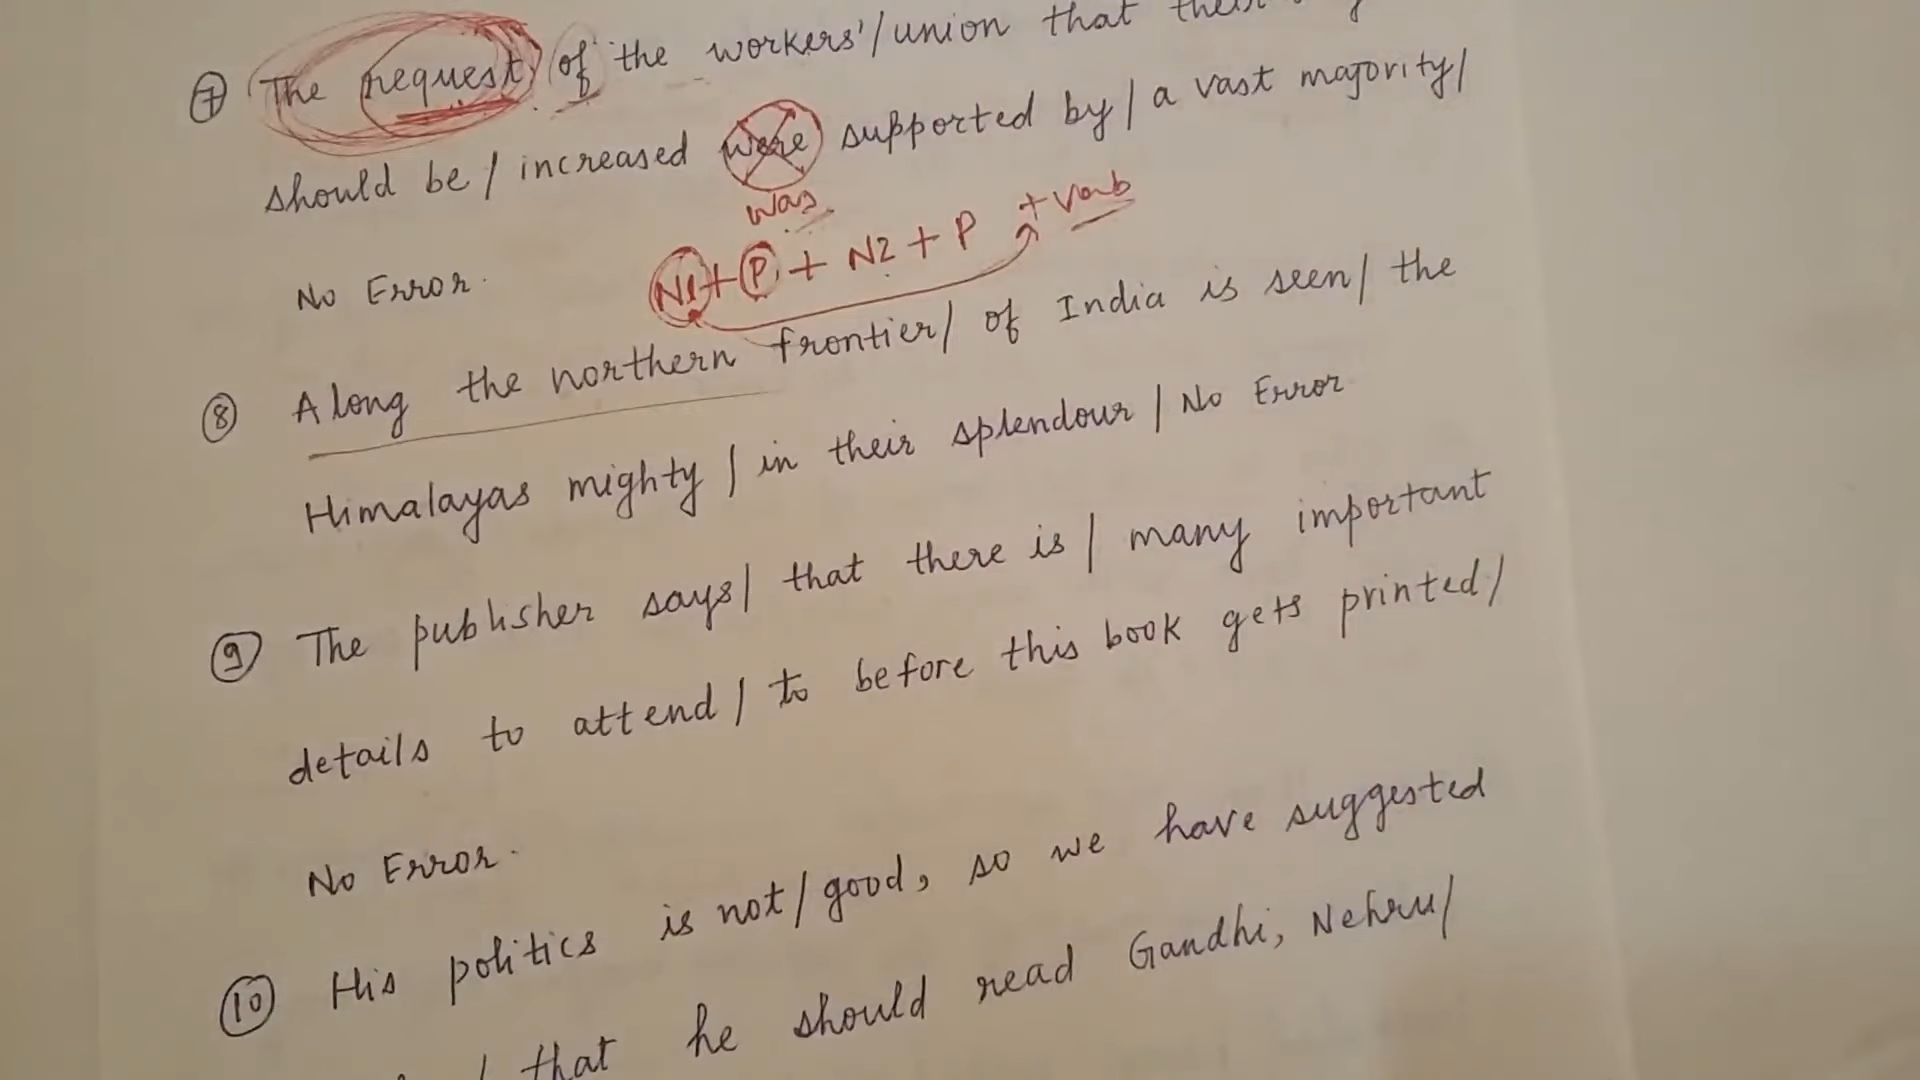 ⑦ The request of the workers'/union that their
should be/ increased were supported by/ a vast majority/
was
No Error.
N1+P+N2+P +Verb
⑧ Along the northern frontier/ of India is seen/ the
Himalayas mighty/ in their splendour/ No Error
⑨ The publisher says/ that there is/ many important
details to attend/ to before this book gets printed/
No Error.
⑩ His politics is not/good, so we have suggested
/ that he should read Gandhi, Nehru/